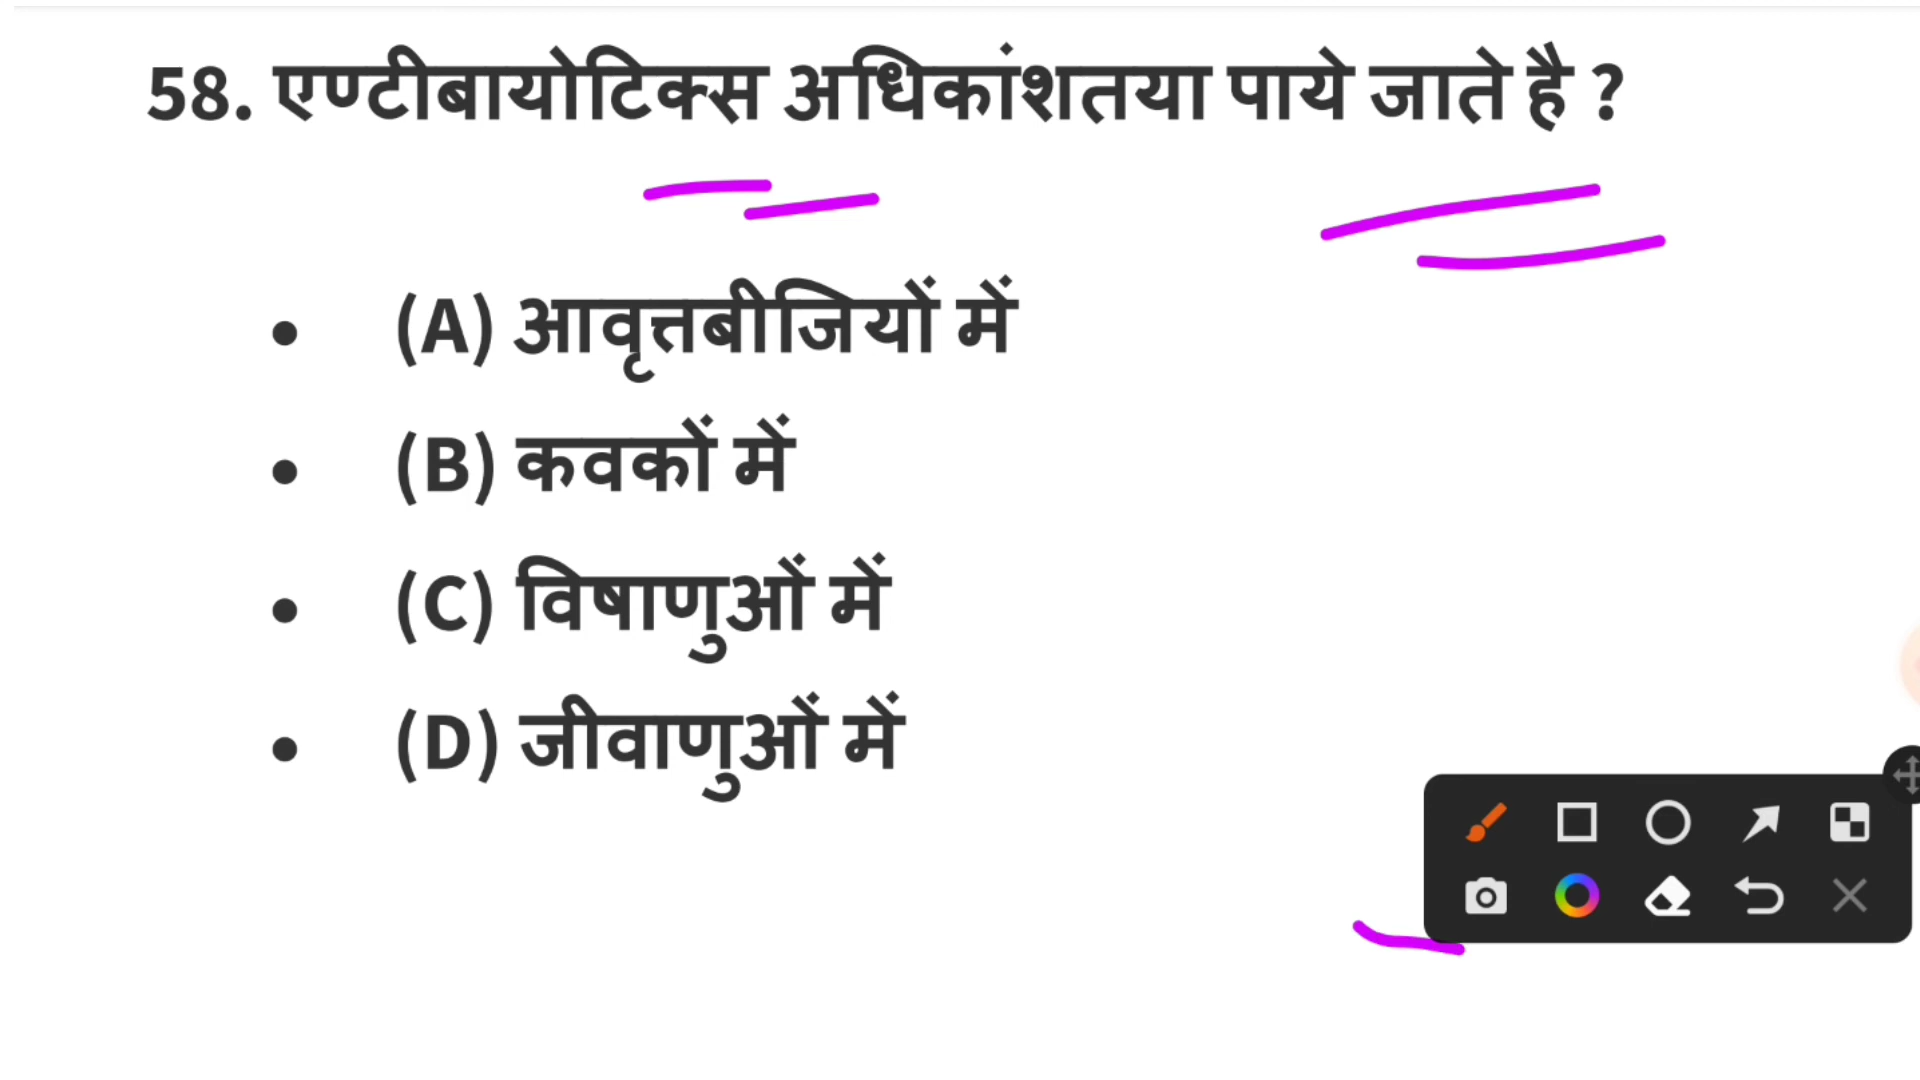 58. एण्टीबायोटिक्स अधिकांशतया पाये जाते है ?
• (A) आवृत्तबीजियों में
• (B) कवकों में
• (C) विषाणुओं में
• (D) जीवाणुओं में